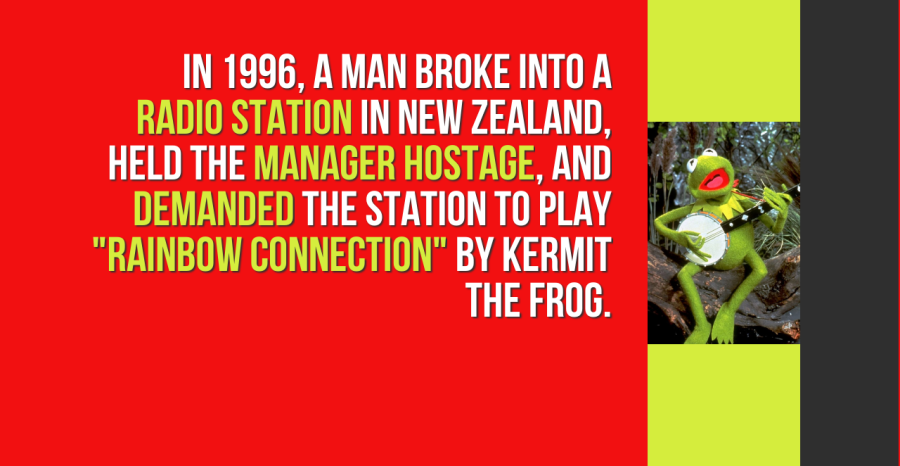 IN 1996, A MAN BROKE INTO A
RADIO STATION IN NEW ZEALAND,
HELD THE MANAGER HOSTAGE, AND
DEMANDED THE STATION TO PLAY
"RAINBOW CONNECTION" BY KERMIT
THE FROG.